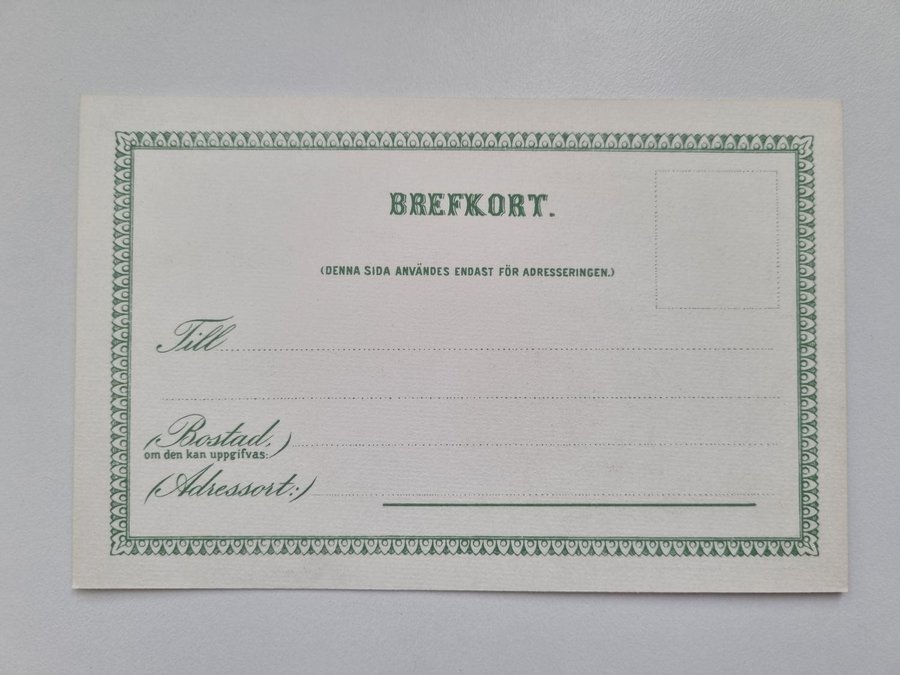 BREFKORT.
(DENNA SIDA ANVÄNDES ENDAST FÖR ADRESSERINGEN.)
Till
(Bostad,)
om den kan uppgifvas:
(Adressort:)